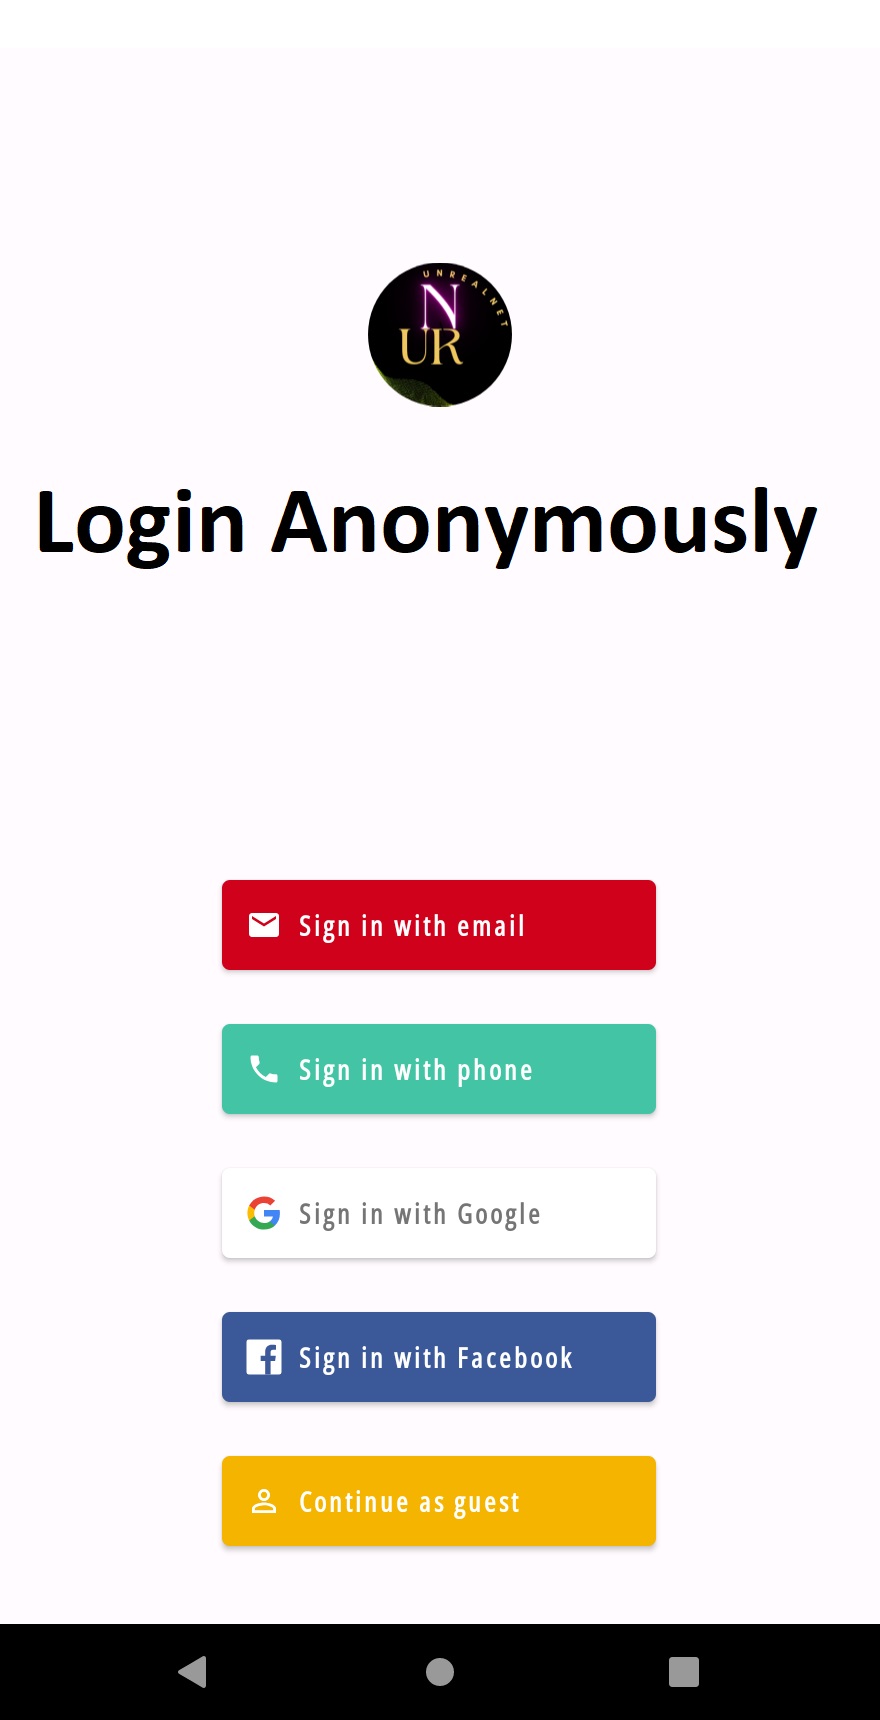 UNREALNET
N
UR
Login Anonymously
Sign in with email
Sign in with phone
Sign in with Google
Sign in with Facebook
Continue as guest